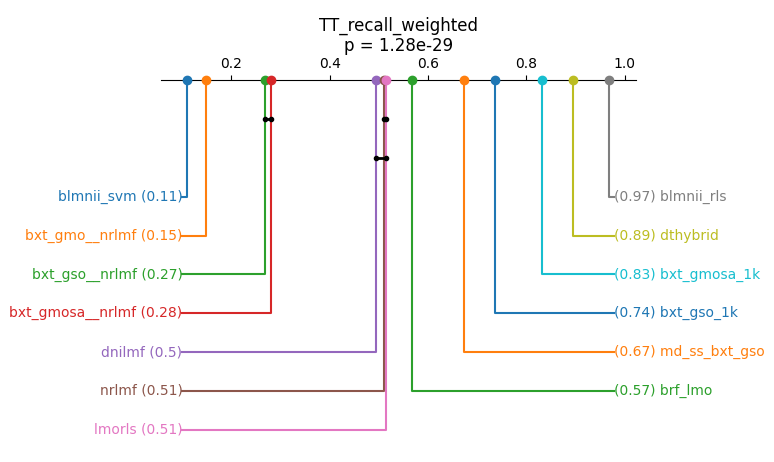 TT_recall_weighted
p = 1.28e-29
0.2 0.4 0.6 0.8 1.0
blmnii_svm (0.11)
(0.97) blmnii_rls
bxt_gmo__nrlmf (0.15)
(0.89) dthybrid
bxt_gso__nrlmf (0.27)
(0.83) bxt_gmosa_1k
bxt_gmosa__nrlmf (0.28)
(0.74) bxt_gso_1k
dnilmf (0.5)
(0.67) md_ss_bxt_gso
nrlmf (0.51)
(0.57) brf_lmo
lmorls (0.51)